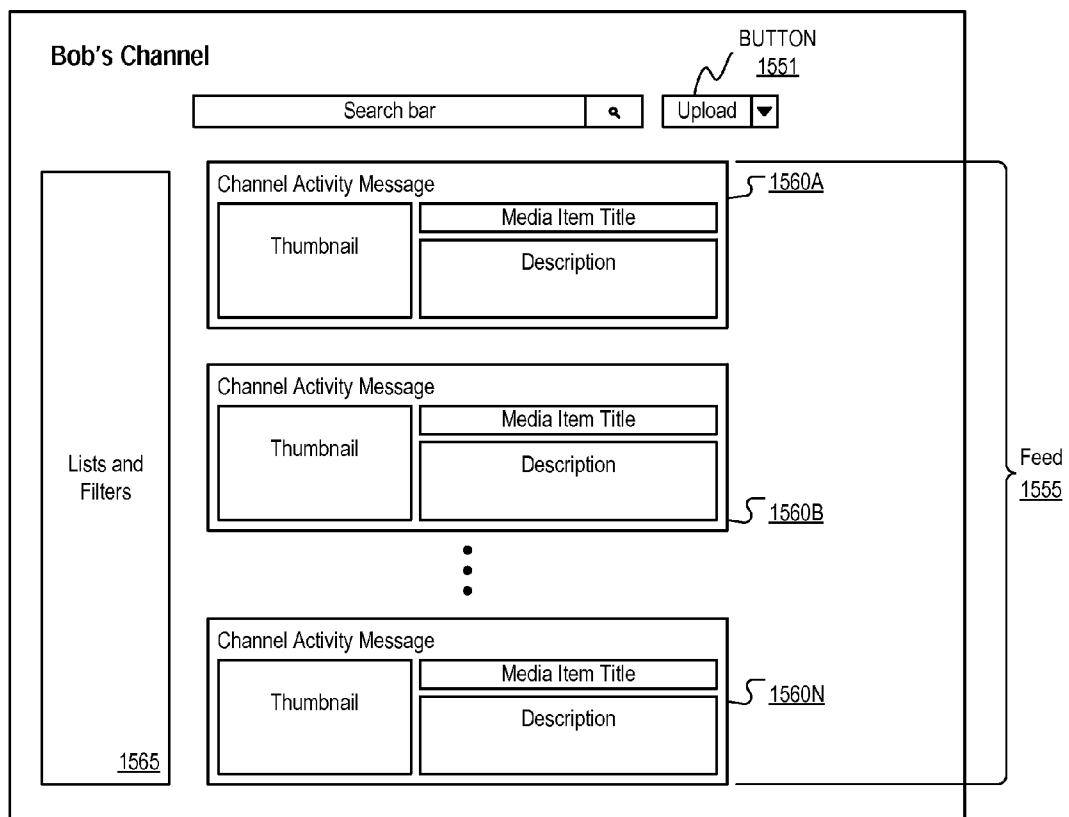 Bob's Channel
BUTTON
1551
Search bar
Upload
Channel Activity Message
1560A
Thumbnail
Media Item Title
Description
Channel Activity Message
Thumbnail
Media Item Title
Description
1560B
Lists and
Filters
1565
Feed
1555
Channel Activity Message
Thumbnail
Media Item Title
Description
1560N